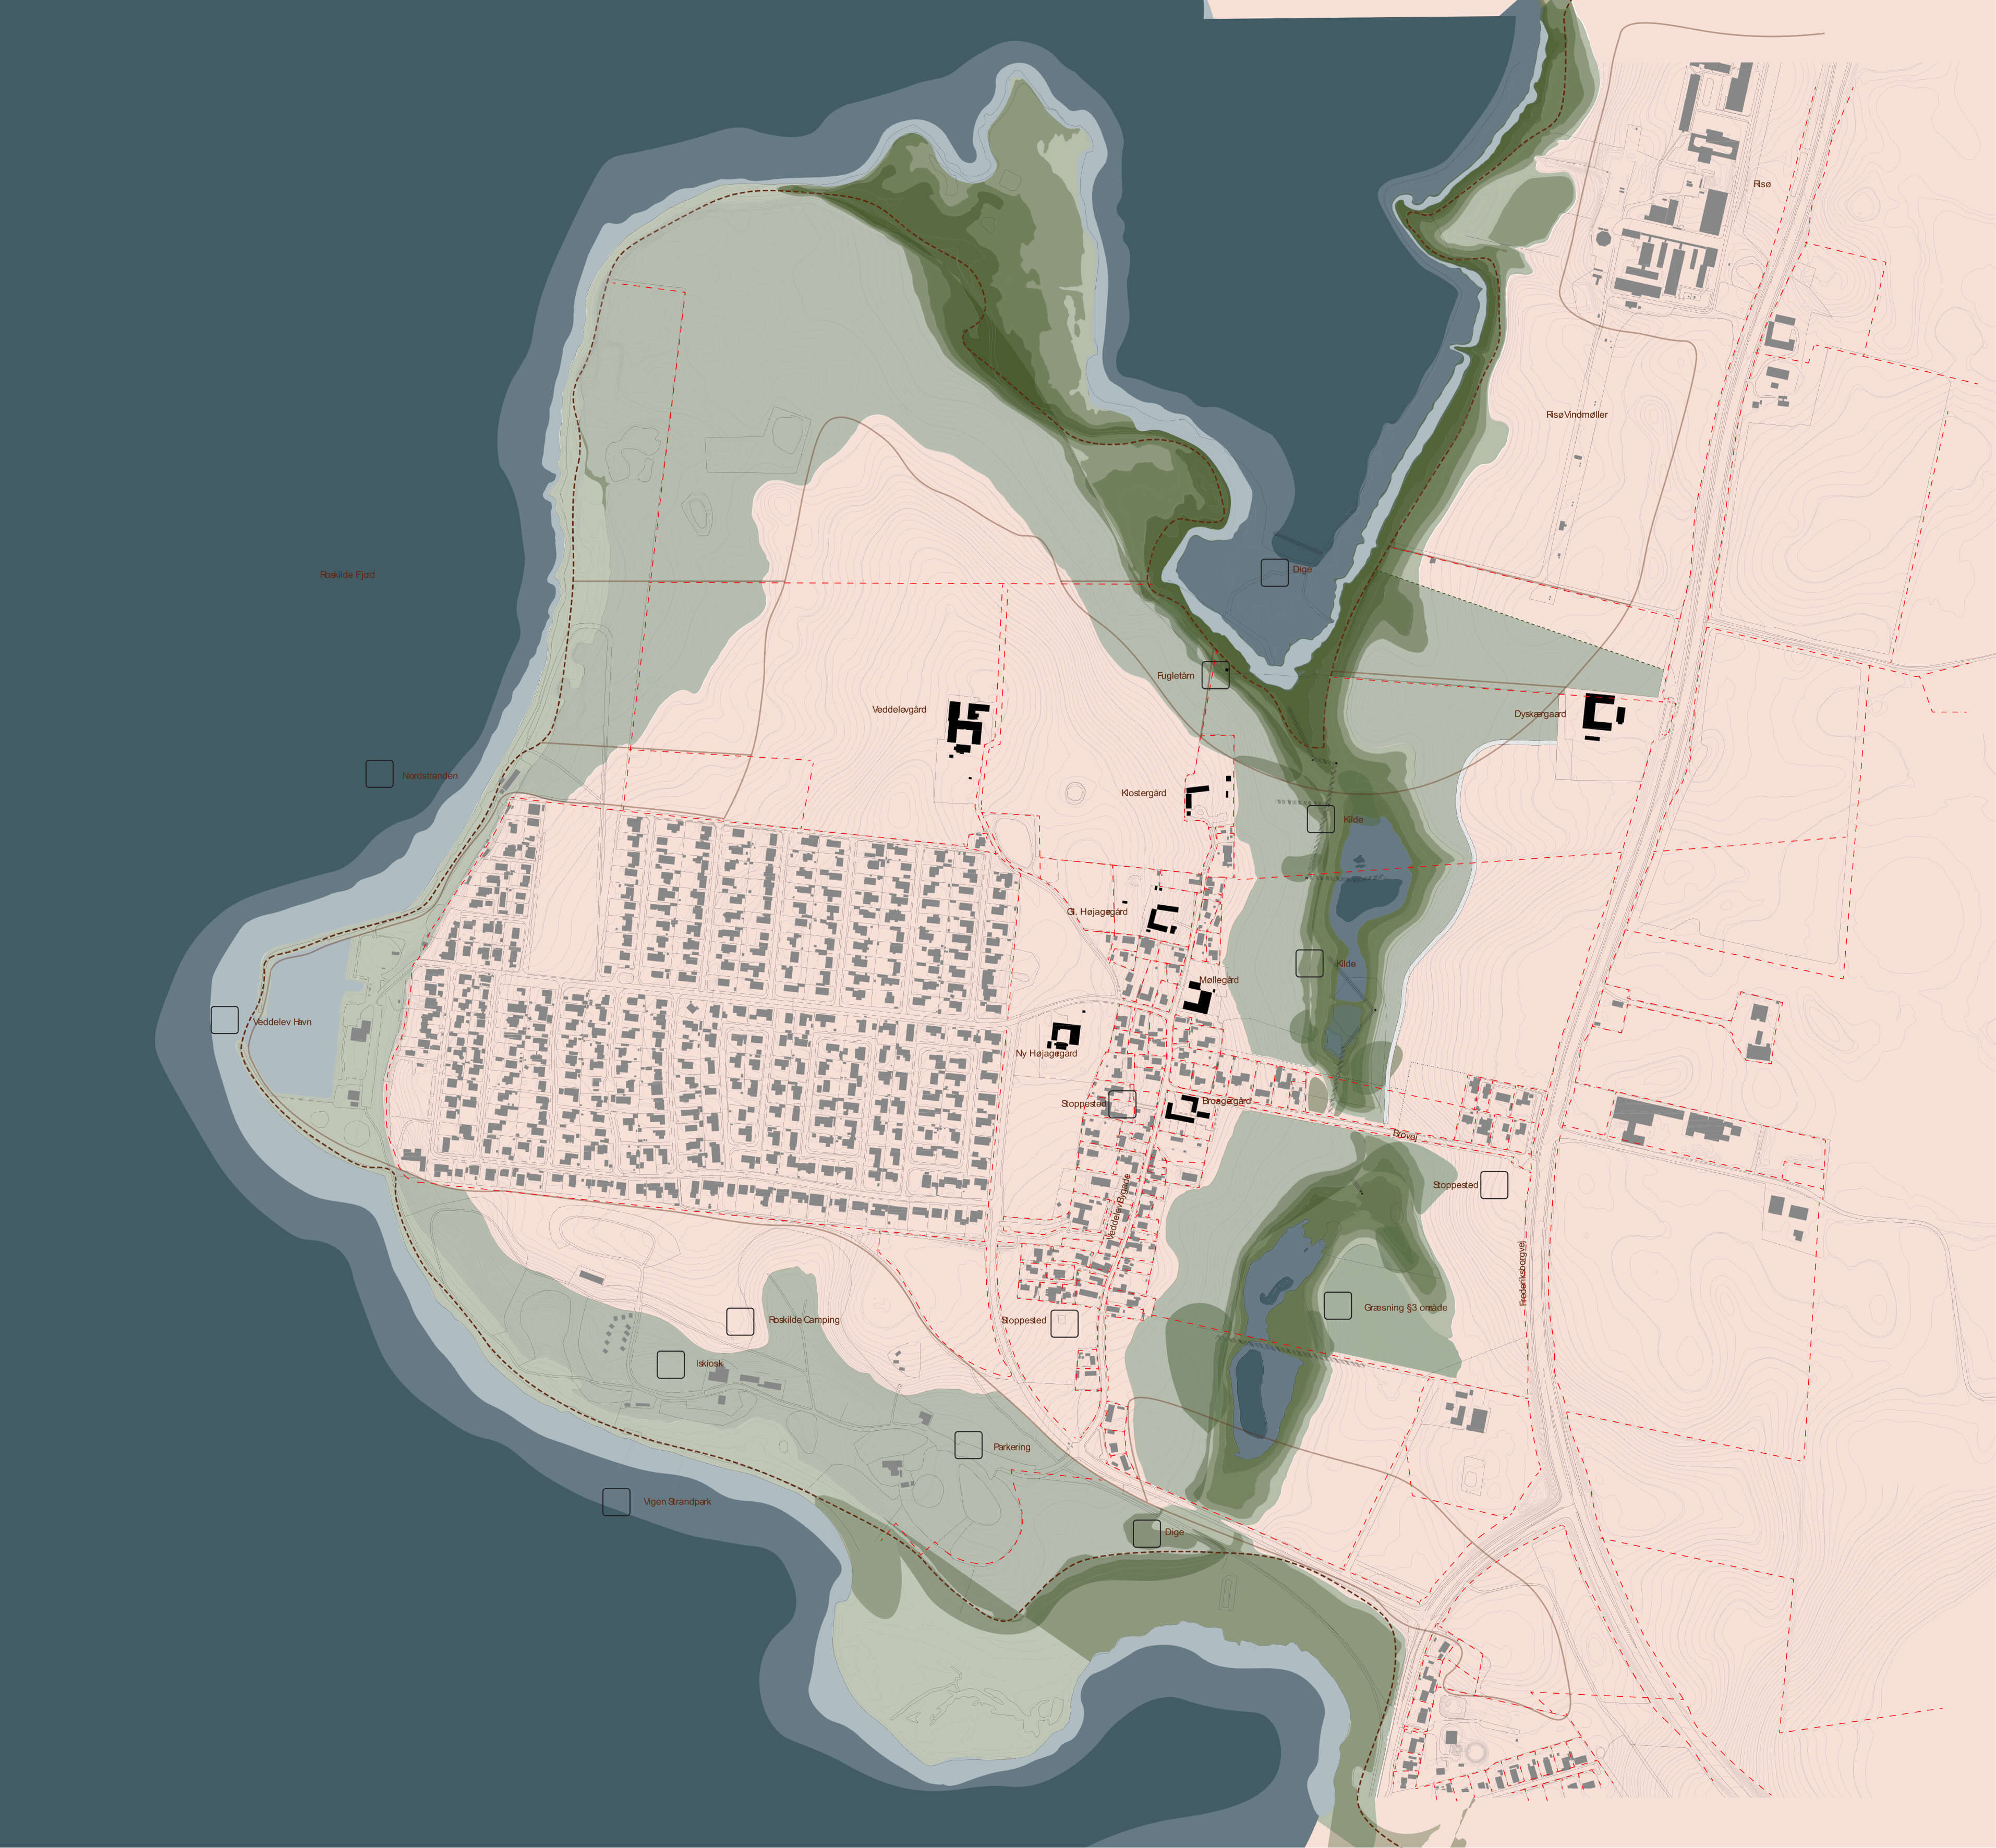 Risø
Risø Vindmøller
Dige
Roskilde Fjord
Fugletårn
Veddelevgård
Dyskærgaard
Nordstranden
Klostergård
Kilde
Gl. Højagergård
Kilde
Møllegård
Veddelev Havn
Ny Højagergård
Stoppested
Broagergård
Brovej
Stoppested
Veddelev Bygade
Frederiksborgvej
Græsning §3 område
Roskilde Camping
Stoppested
Iskiosk
Parkering
Vigen Strandpark
Dige